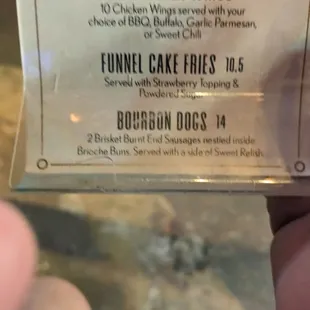 10 Chicken Wings served with your
choice of BBQ, Buffalo, Garlic Parmesan,
or Sweet Chili
FUNNEL CAKE FRIES 10.5
Served with Strawberry Topping &
Powdered Sugar
BOURBON DOGS 14
2 Brisket Burnt End Sausages nestled inside
Brioche Buns. Served with a side of Sweet Relish.